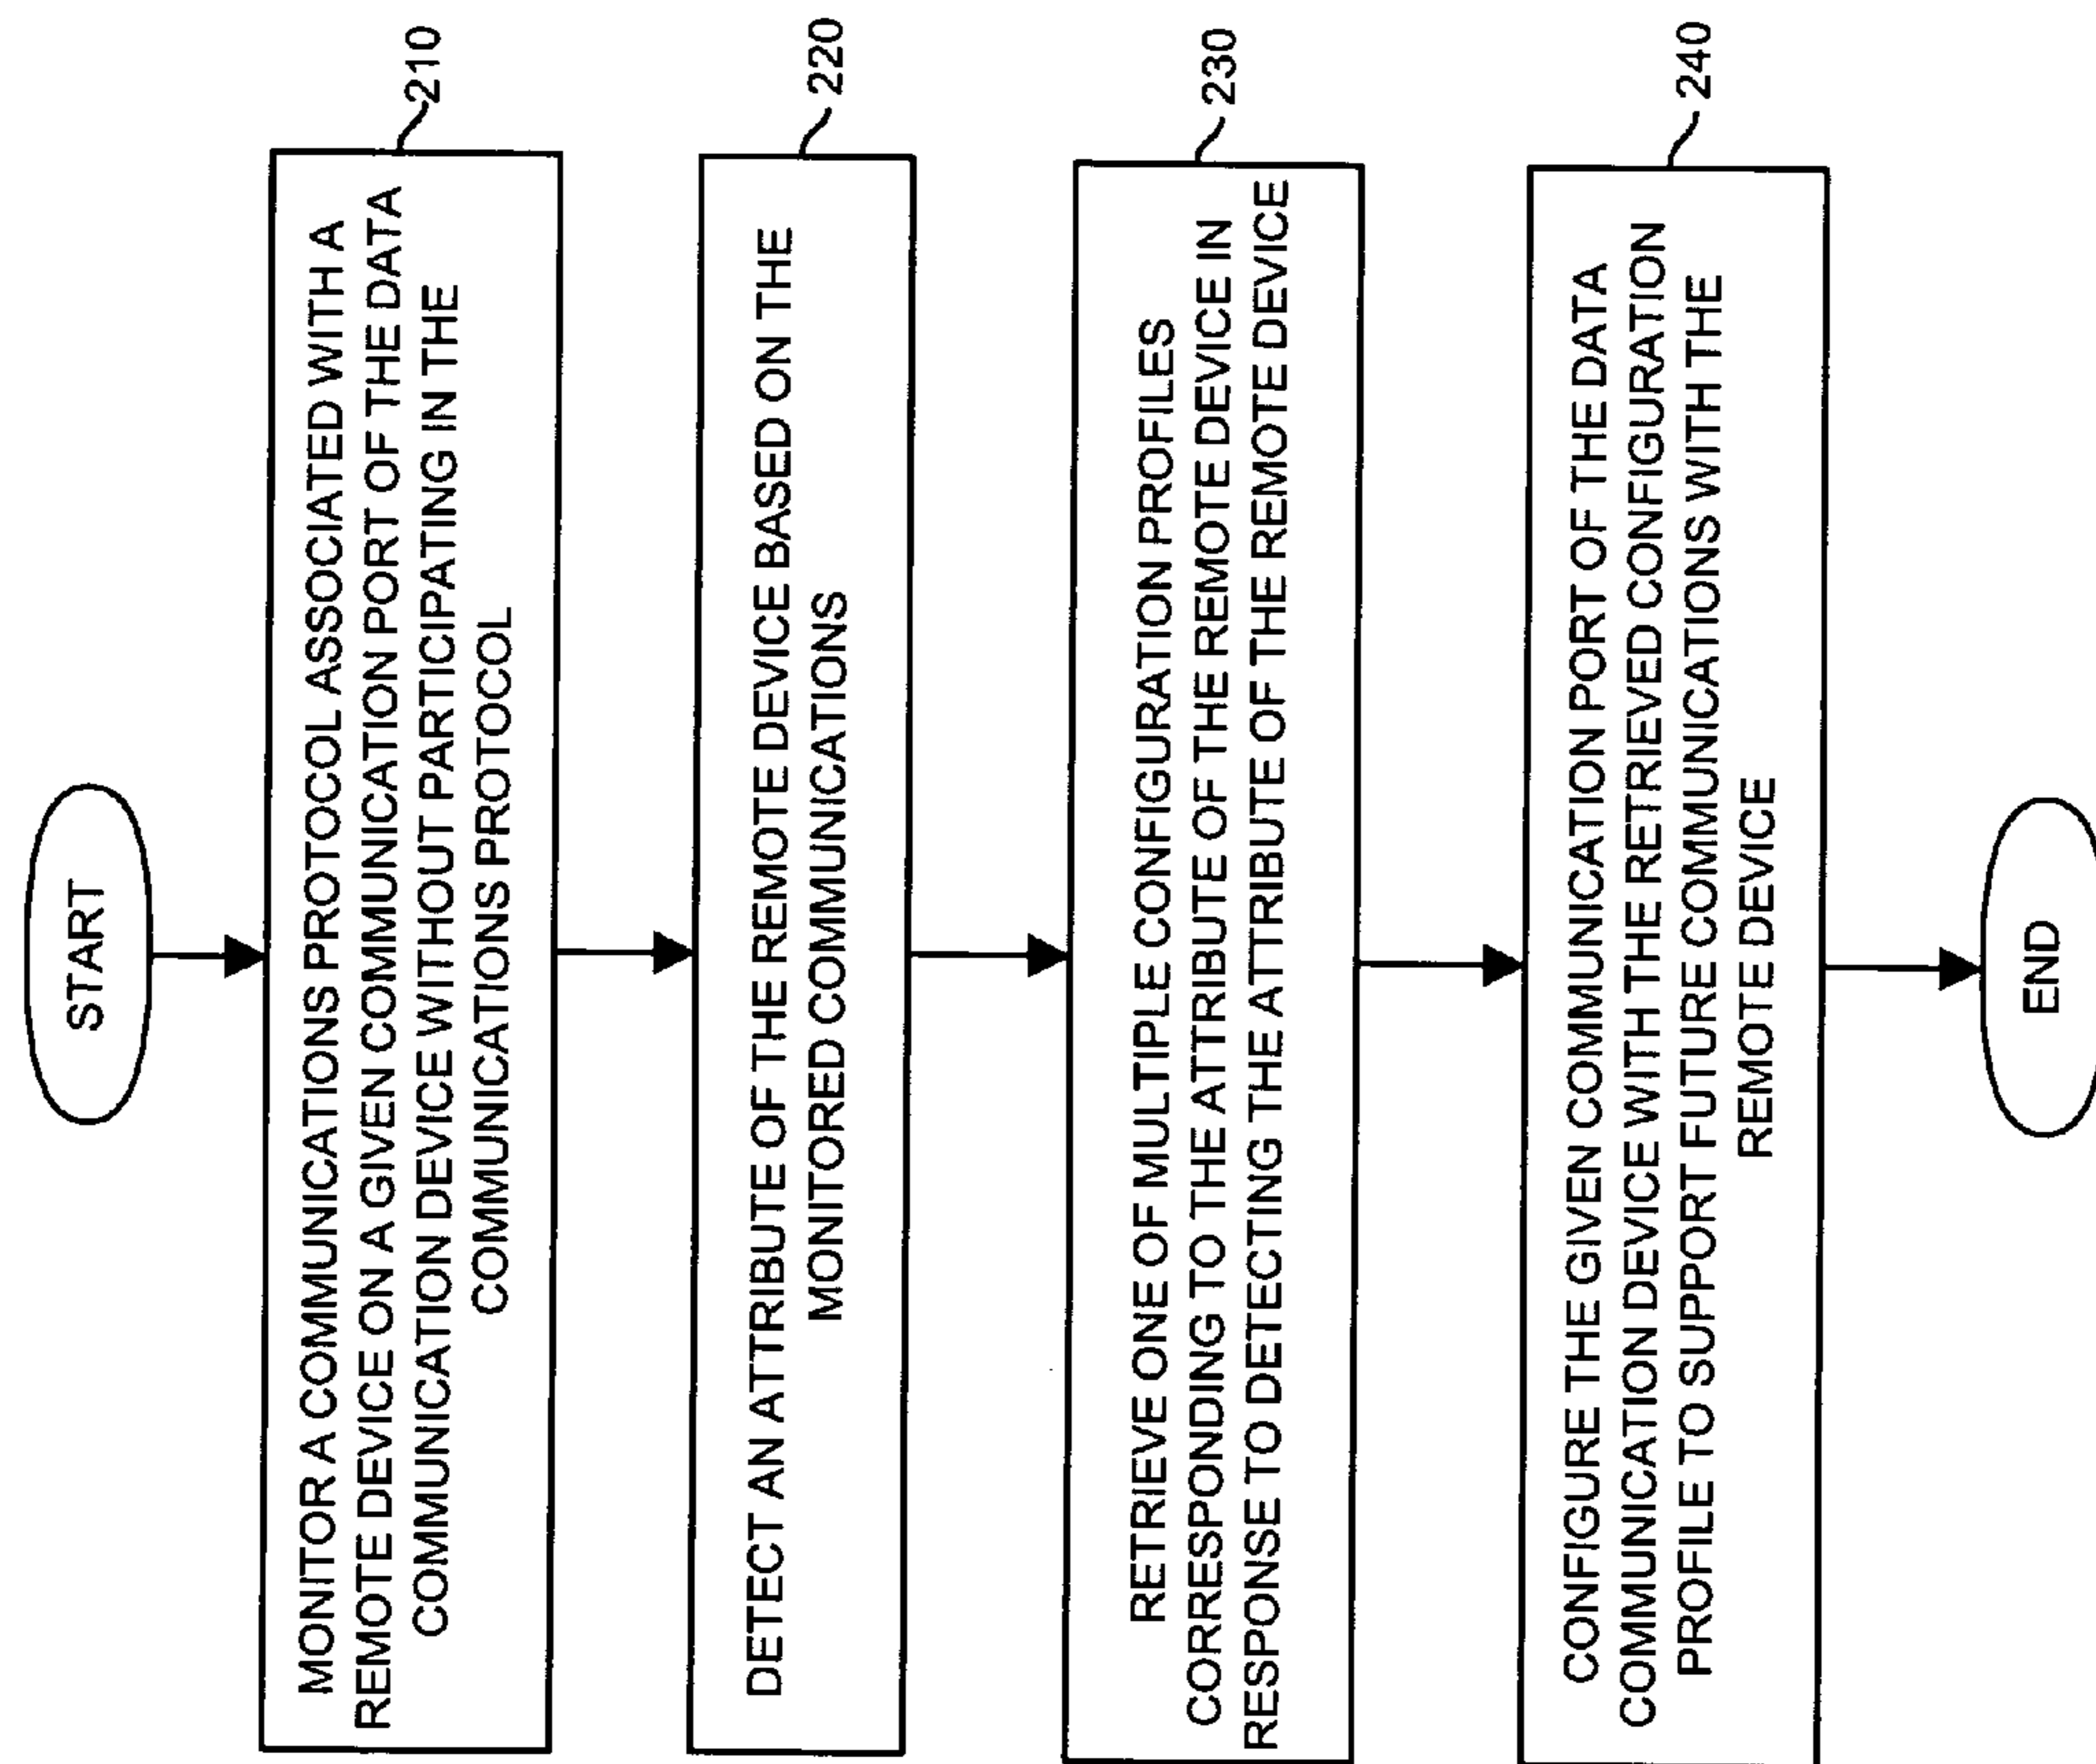 START
MONITOR A COMMUNICATIONS PROTOCOL ASSOCIATED WITH A
REMOTE DEVICE ON A GIVEN COMMUNICATION PORT OF THE DATA
COMMUNICATION DEVICE WITHOUT PARTICIPATING IN THE
COMMUNICATIONS PROTOCOL
210
DETECT AN ATTRIBUTE OF THE REMOTE DEVICE BASED ON THE
MONITORED COMMUNICATIONS
220
RETRIEVE ONE OF MULTIPLE CONFIGURATION PROFILES
CORRESPONDING TO THE ATTRIBUTE OF THE REMOTE DEVICE IN
RESPONSE TO DETECTING THE ATTRIBUTE OF THE REMOTE DEVICE
230
CONFIGURE THE GIVEN COMMUNICATION PORT OF THE DATA
COMMUNICATION DEVICE WITH THE RETRIEVED CONFIGURATION
PROFILE TO SUPPORT FUTURE COMMUNICATIONS WITH THE
REMOTE DEVICE
240
END